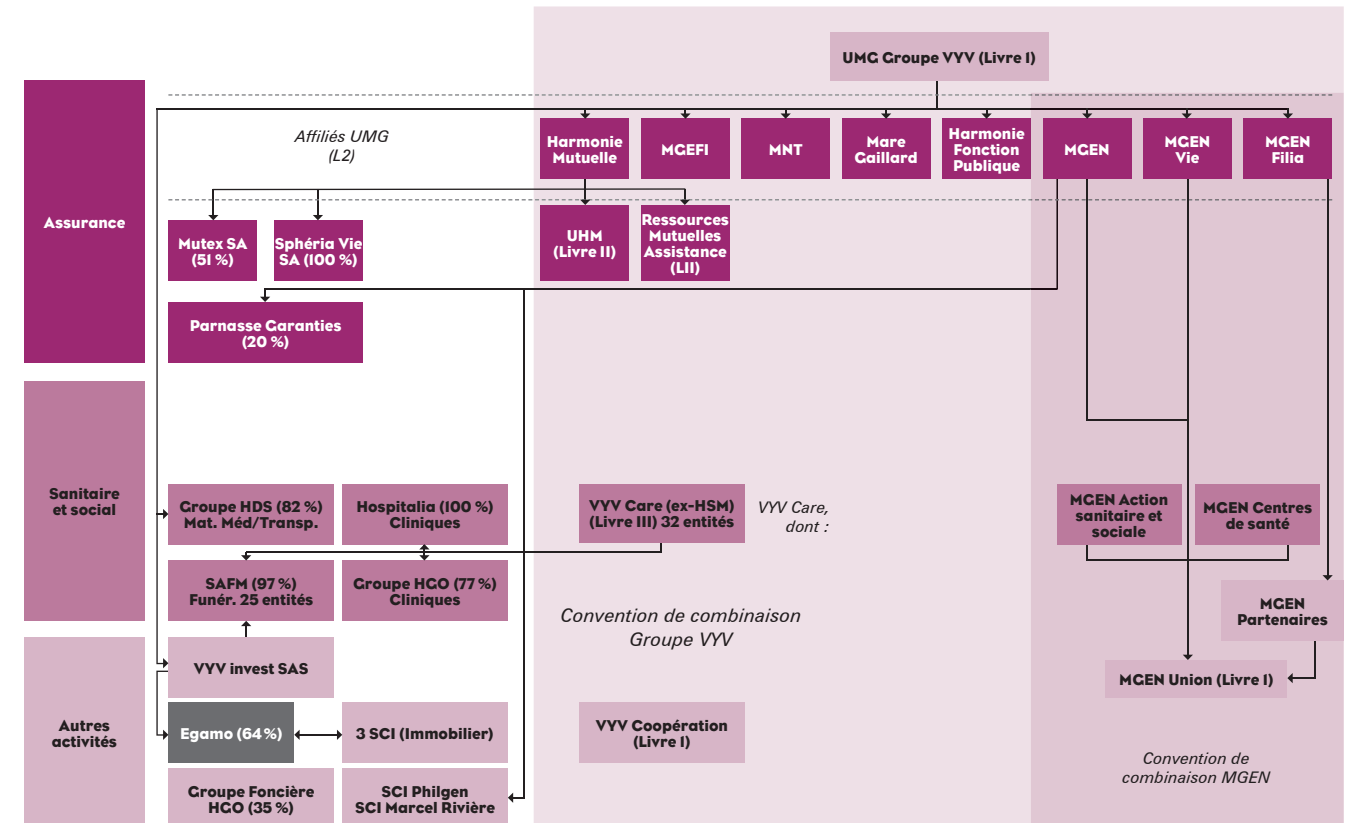 UMG Groupe VYV (Livre I)
Assurance
Affiliés UMG
(L2)
Harmonie
Mutuelle
MGEFI
MNT
Mare
Gaillard
Harmonie
Fonction
Publique
MGEN
MGEN
Vie
MGEN
Filia
Mutex SA
(51 %)
Sphéria Vie
SA (100 %)
UHM
(Livre II)
Ressources
Mutuelles
Assistance
(LII)
Parnasse Garanties
(20 %)
Sanitaire
et social
Groupe HDS (82 %)
Mat. Méd/Transp.
Hospitalia (100 %)
Cliniques
VYV Care (ex-HSM)
(Livre III) 32 entités
VYV Care,
dont :
MGEN Action
sanitaire et
sociale
MGEN Centres
de santé
SAFM (97 %)
Funér. 25 entités
Groupe HGO (77 %)
Cliniques
Convention de combinaison
Groupe VYV
MGEN
Partenaires
Autres
activités
VYV invest SAS
MGEN Union (Livre I)
Egamo (64 %)
3 SCI (Immobilier)
VYV Coopération
(Livre I)
Convention de
combinaison MGEN
Groupe Foncière
HGO (35 %)
SCI Philgen
SCI Marcel Rivière